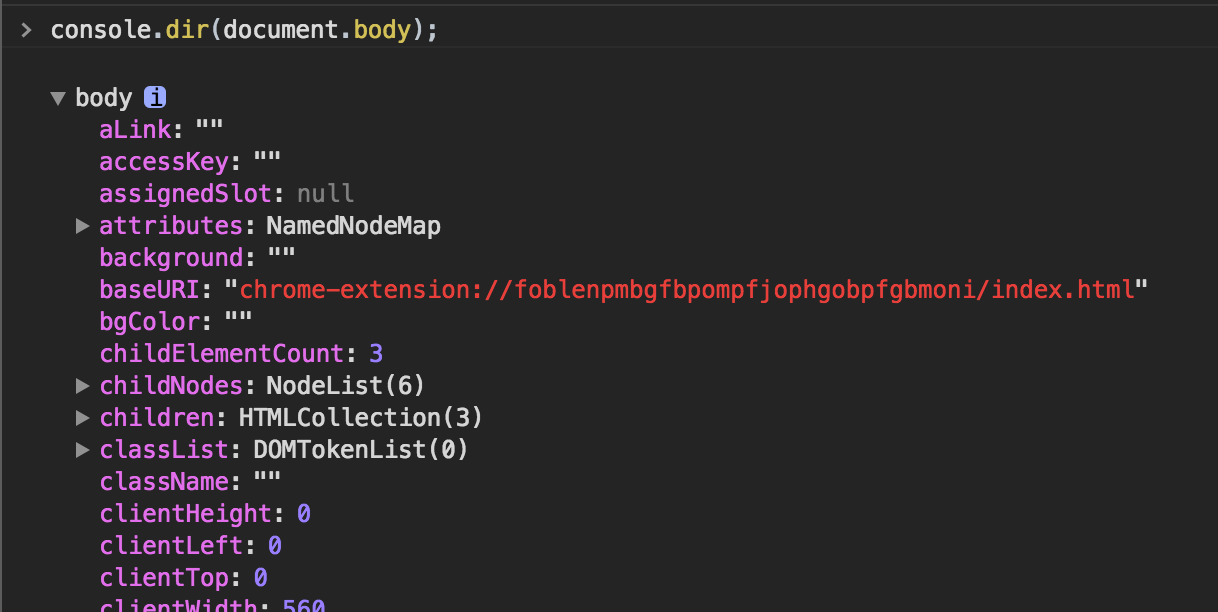 > console.dir(document.body);
▼ body i
aLink: ""
accessKey: ""
assignedSlot: null
▶ attributes: NamedNodeMap
background: ""
baseURI: "chrome-extension://foblenpmbgfbpompfjophgobpfgbmoni/index.html"
bgColor: ""
childElementCount: 3
▶ childNodes: NodeList(6)
▶ children: HTMLCollection(3)
▶ classList: DOMTokenList(0)
className: ""
clientHeight: 0
clientLeft: 0
clientTop: 0
clientWidth: 560